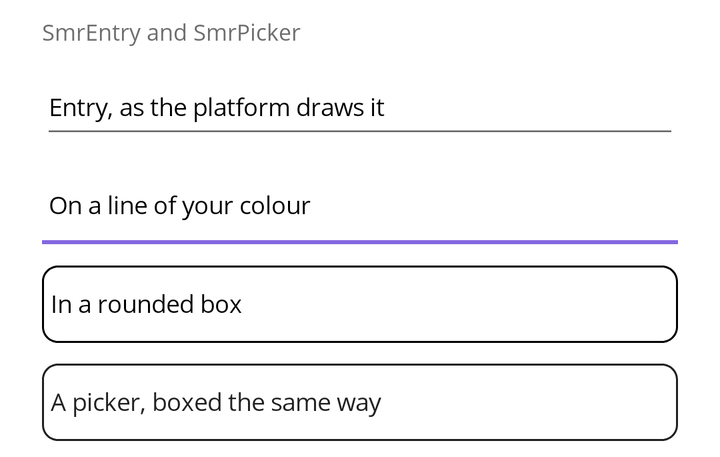 SmrEntry and SmrPicker
Entry, as the platform draws it
On a line of your colour
In a rounded box
A picker, boxed the same way